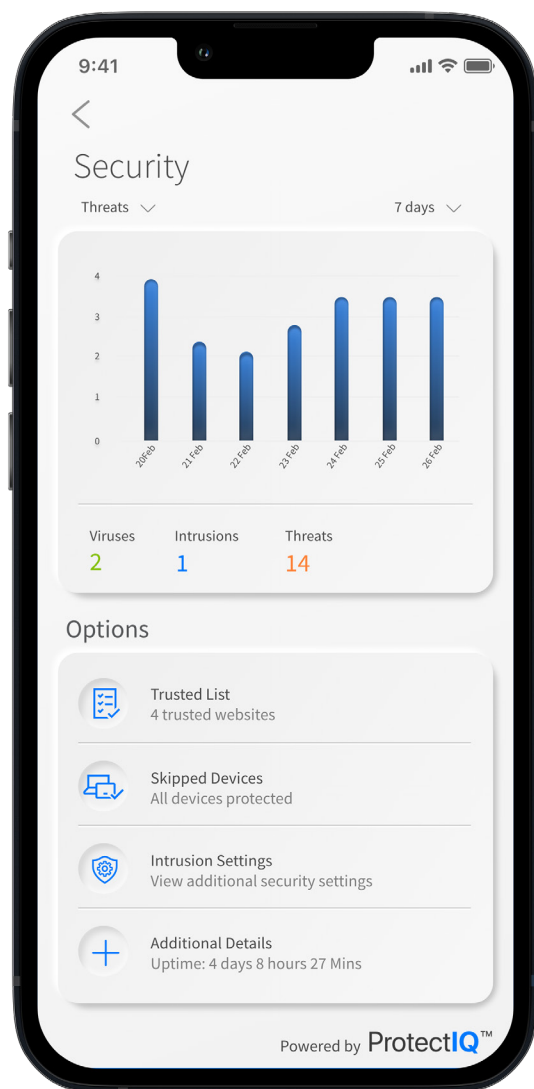 9:41
Security
Threats
7 days
4
3
2
1
0
20Feb
21 Feb
22 Feb
23 Feb
24 Feb
25 Feb
26 Feb
Viruses Intrusions Threats
2 1 14
Options
Trusted List
4 trusted websites
Skipped Devices
All devices protected
Intrusion Settings
View additional security settings
Additional Details
Uptime: 4 days 8 hours 27 Mins
Powered by ProtectIQ™